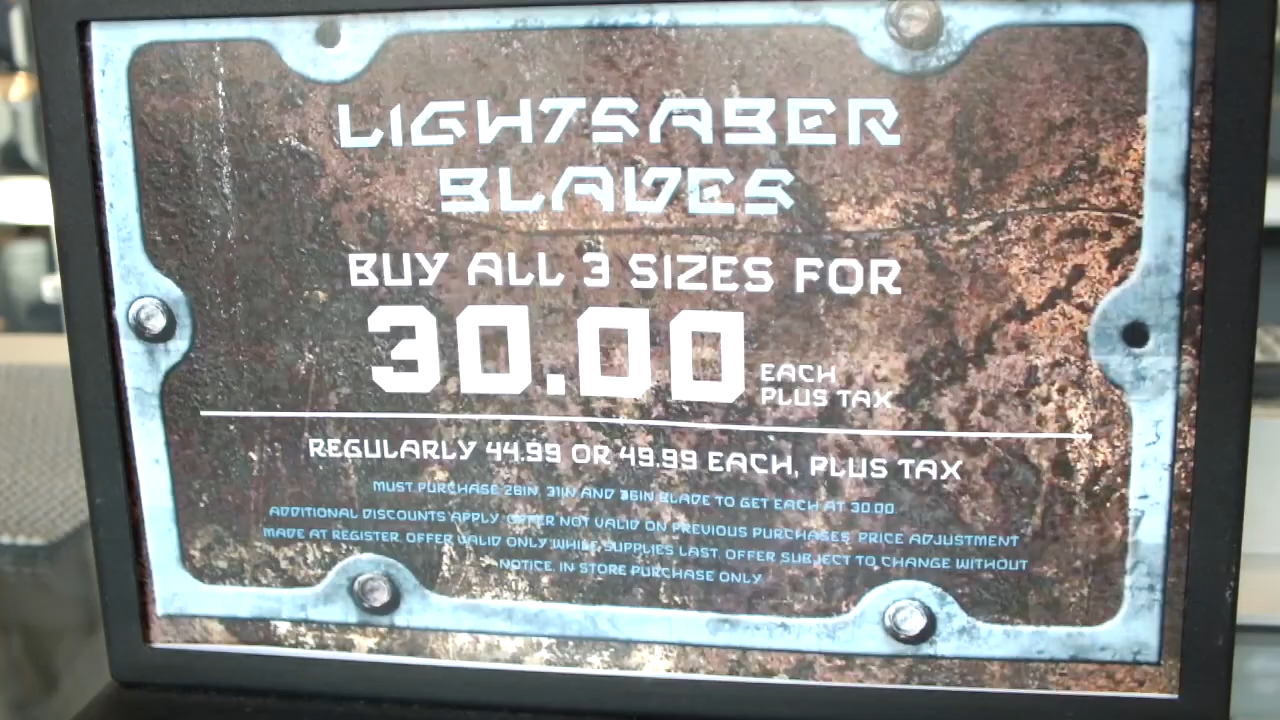 LIGHTSABER
BLADES
BUY ALL 3 SIZES FOR
30.00 EACH
PLUS TAX
REGULARLY 44.99 OR 49.99 EACH, PLUS TAX
MUST PURCHASE 26IN, 31IN AND 36IN BLADE TO GET EACH AT 30.00.
ADDITIONAL DISCOUNTS APPLY. OFFER NOT VALID ON PREVIOUS PURCHASES. PRICE ADJUSTMENT
MADE AT REGISTER. OFFER VALID ONLY WHILE SUPPLIES LAST. OFFER SUBJECT TO CHANGE WITHOUT
NOTICE. IN STORE PURCHASE ONLY